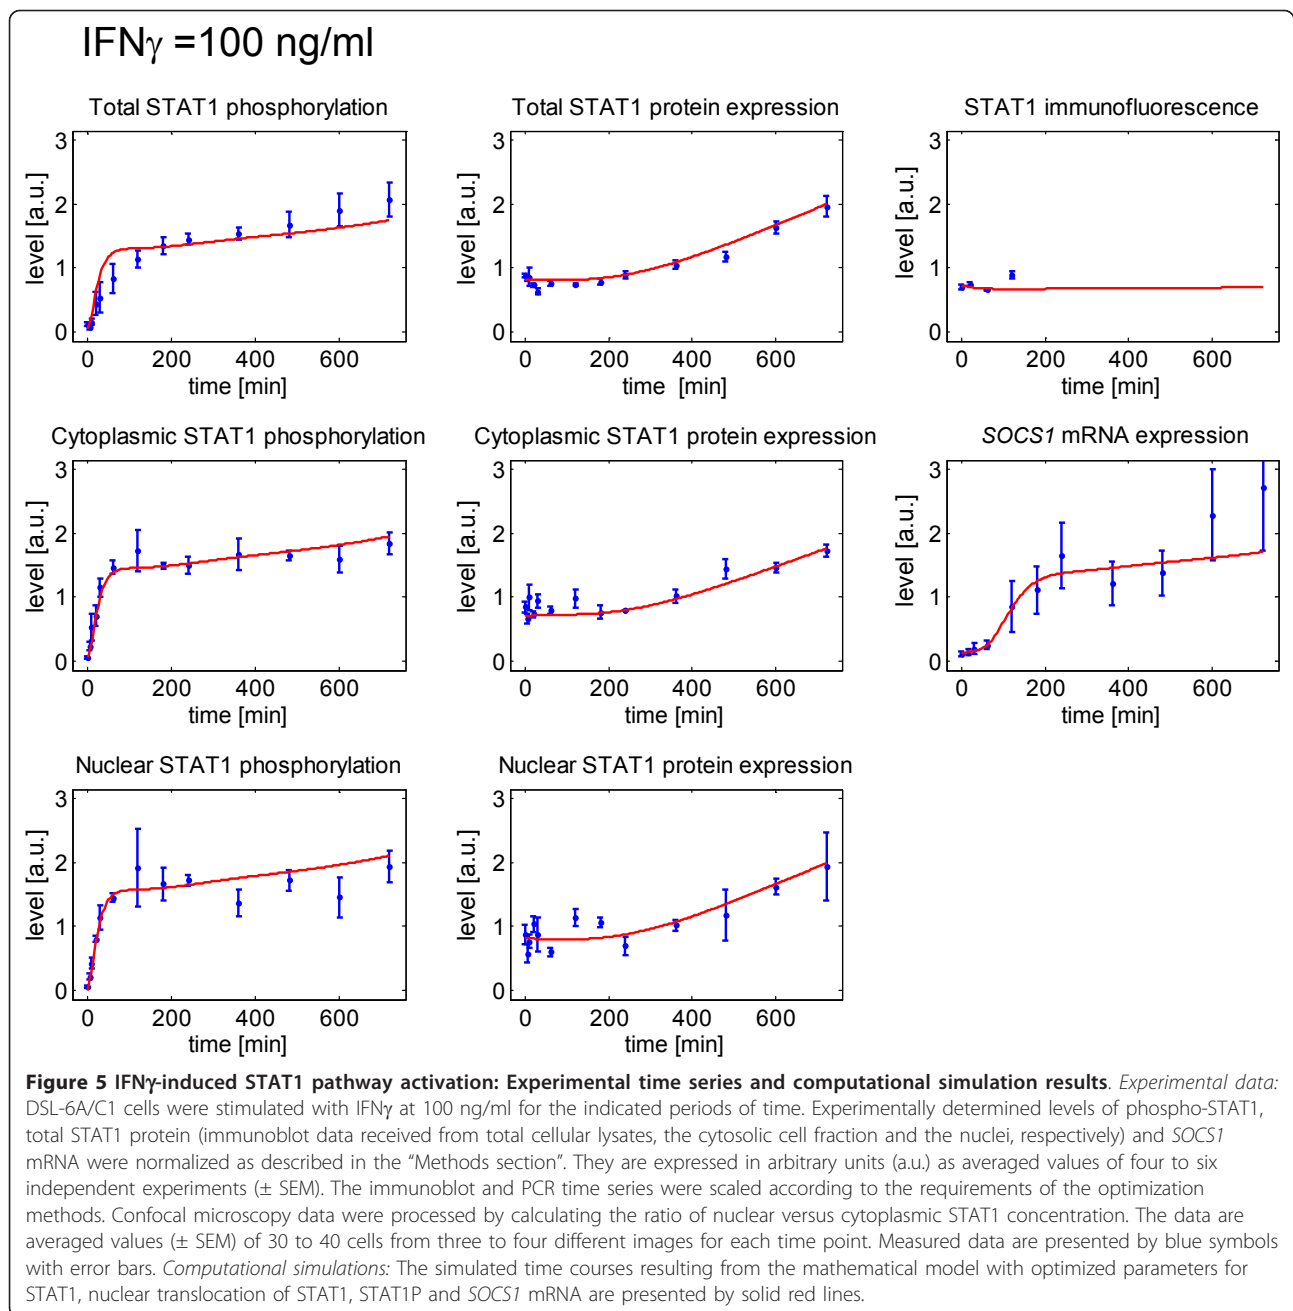 IFNγ =100 ng/ml
Total STAT1 phosphorylation
3
2
1
0
level [a.u.]
0 200 400 600
time [min]
Total STAT1 protein expression
3
2
1
0
level [a.u.]
0 200 400 600
time [min]
STAT1 immunofluorescence
3
2
1
0
level [a.u.]
0 200 400 600
time [min]
Cytoplasmic STAT1 phosphorylation
3
2
1
0
level [a.u.]
0 200 400 600
time [min]
Cytoplasmic STAT1 protein expression
3
2
1
0
level [a.u.]
0 200 400 600
time [min]
SOCS1 mRNA expression
3
2
1
0
level [a.u.]
0 200 400 600
time [min]
Nuclear STAT1 phosphorylation
3
2
1
0
level [a.u.]
0 200 400 600
time [min]
Nuclear STAT1 protein expression
3
2
1
0
level [a.u.]
0 200 400 600
time [min]
Figure 5 IFNγ-induced STAT1 pathway activation: Experimental time series and computational simulation results. Experimental data:
DSL-6A/C1 cells were stimulated with IFNγ at 100 ng/ml for the indicated periods of time. Experimentally determined levels of phospho-STAT1,
total STAT1 protein (immunoblot data received from total cellular lysates, the cytosolic cell fraction and the nuclei, respectively) and SOCS1
mRNA were normalized as described in the “Methods section”. They are expressed in arbitrary units (a.u.) as averaged values of four to six
independent experiments (± SEM). The immunoblot and PCR time series were scaled according to the requirements of the optimization
methods. Confocal microscopy data were processed by calculating the ratio of nuclear versus cytoplasmic STAT1 concentration. The data are
averaged values (± SEM) of 30 to 40 cells from three to four different images for each time point. Measured data are presented by blue symbols
with error bars. Computational simulations: The simulated time courses resulting from the mathematical model with optimized parameters for
STAT1, nuclear translocation of STAT1, STAT1P and SOCS1 mRNA are presented by solid red lines.